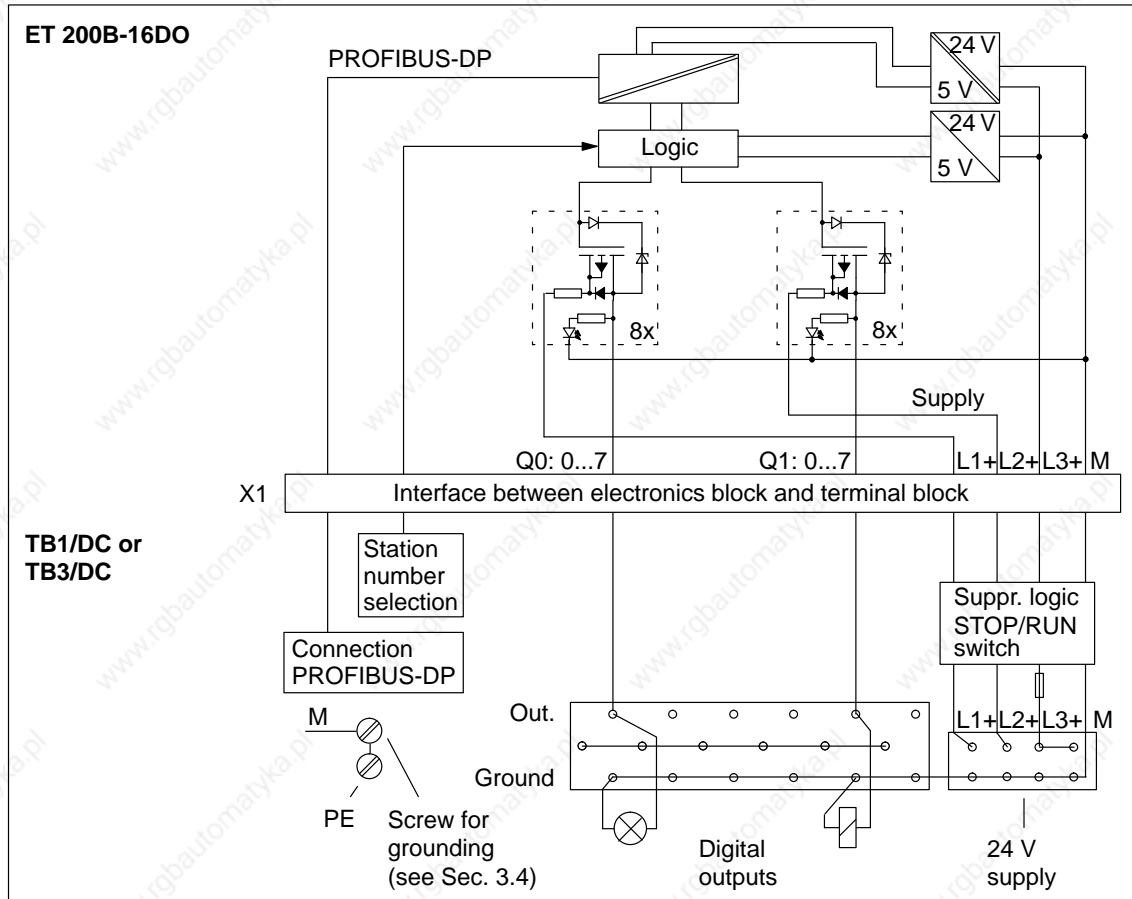 ET 200B-16DO
PROFIBUS-DP
24 V
5 V
24 V
5 V
Logic
8x
8x
Supply
Q0: 0...7
Q1: 0...7
L1+L2+L3+ M
X1
Interface between electronics block and terminal block
TB1/DC or
TB3/DC
Station
number
selection
Suppr. logic
STOP/RUN
switch
Connection
PROFIBUS-DP
Out.
L1+L2+L3+ M
M
Ground
PE
Screw for
grounding
(see Sec. 3.4)
Digital
outputs
24 V
supply
www.rgbautomatyka.pl